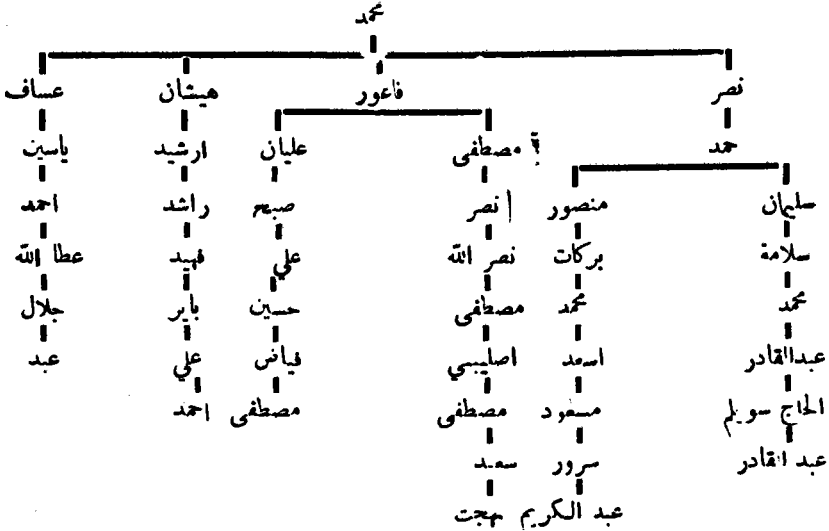 محمد
نصر فاعور هيشان عساف
حمد مصطفى ؟ عليان ارشيد ياسين
سليمان منصور نصر صبح راشد احمد
سلامة بركات نصر الله علي فهيد عطا الله
محمد محمد مصطفى حسين باير جلال
عبدالقادر اسعد اصليبي فياض علي عبد
الحاج سويلم مسعود مصطفى مصطفى احمد
عبد القادر سرور سعد
عبد الكريم بهجت